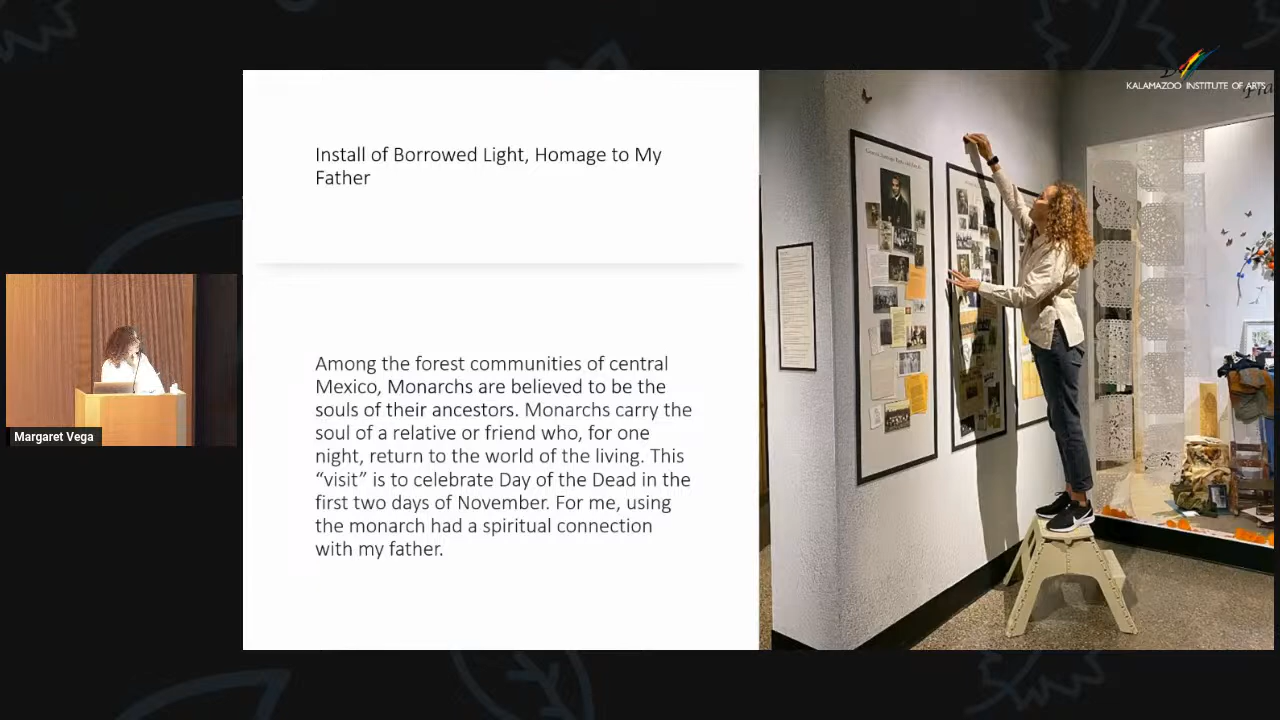 KALAMAZOO INSTITUTE OF ARTS
Install of Borrowed Light, Homage to My
Father
Among the forest communities of central
Mexico, Monarchs are believed to be the
souls of their ancestors. Monarchs carry the
soul of a relative or friend who, for one
night, return to the world of the living. This
“visit” is to celebrate Day of the Dead in the
first two days of November. For me, using
the monarch had a spiritual connection
with my father.
Margaret Vega